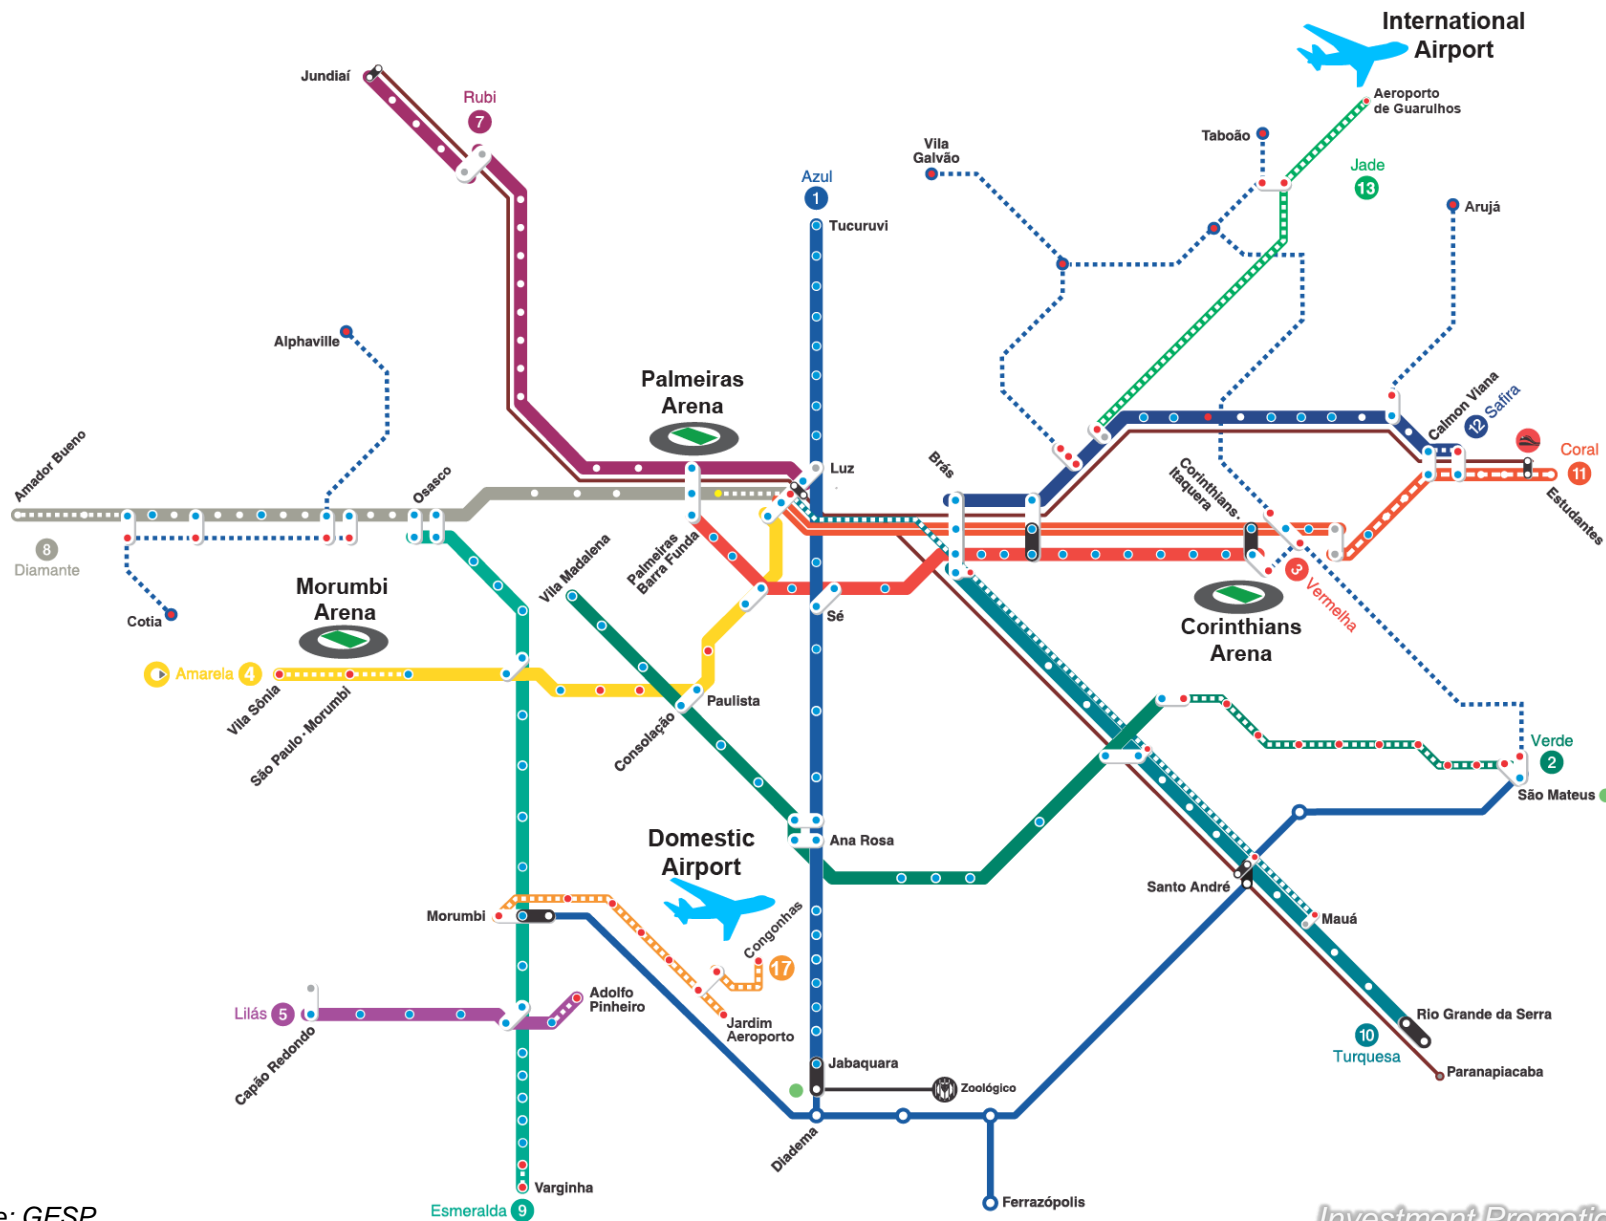 International
Airport
Aeroporto
de Guarulhos
Jundiaí
Rubi
7
Taboão
Vila
Galvão
Jade
13
Azul
1
Tucuruvi
Arujá
Alphaville
Palmeiras
Arena
Calmon Viana
12 Safira
Coral
11
Estudantes
Amador Bueno
Osasco
Luz
Brás
Corinthians -
Itaquera
8
Diamante
Vila Madalena
Palmeiras
Barra Funda
3 Vermelha
Morumbi
Arena
Cotia
Sé
Corinthians
Arena
Amarela 4
Vila Sônia
São Paulo - Morumbi
Paulista
Consolação
Verde
2
São Mateus
Domestic
Airport
Ana Rosa
Santo André
Morumbi
Congonhas
17
Mauá
Lilás 5
Adolfo
Pinheiro
Jardim
Aeroporto
Capão Redondo
Rio Grande da Serra
10
Turquesa
Jabaquara
Zoológico
Paranapiacaba
Diadema
Varginha
Ferrazópolis
Esmeralda 9
e: GESP
Investment Promotio